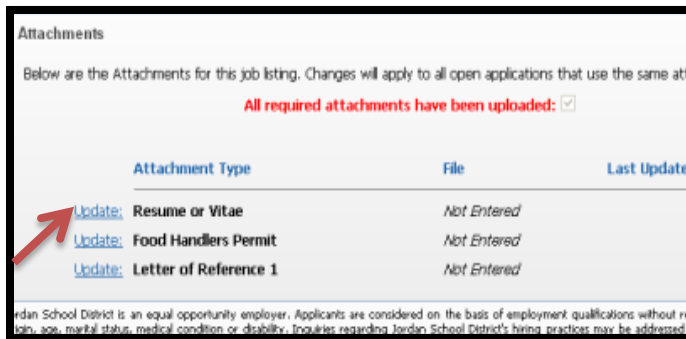 Attachments
Below are the Attachments for this job listing. Changes will apply to all open applications that use the same att
All required attachments have been uploaded:
Attachment Type File Last Update
Update: Resume or Vitae Not Entered
Update: Food Handlers Permit Not Entered
Update: Letter of Reference 1 Not Entered
rdan School District is an equal opportunity employer. Applicants are considered on the basis of employment qualifications without re
igin, age, marital status, medical condition or disability. Inquiries regarding Jordan School District's hiring practices may be addressed